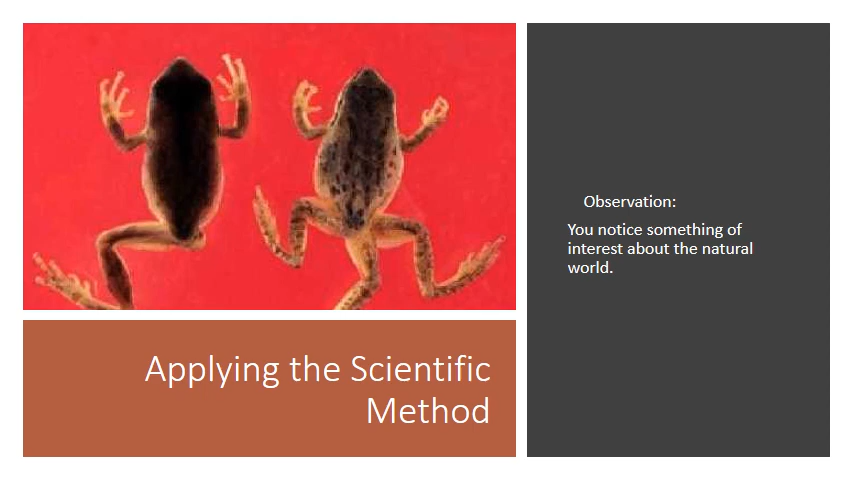 Applying the Scientific
Method
Observation:
You notice something of
interest about the natural
world.